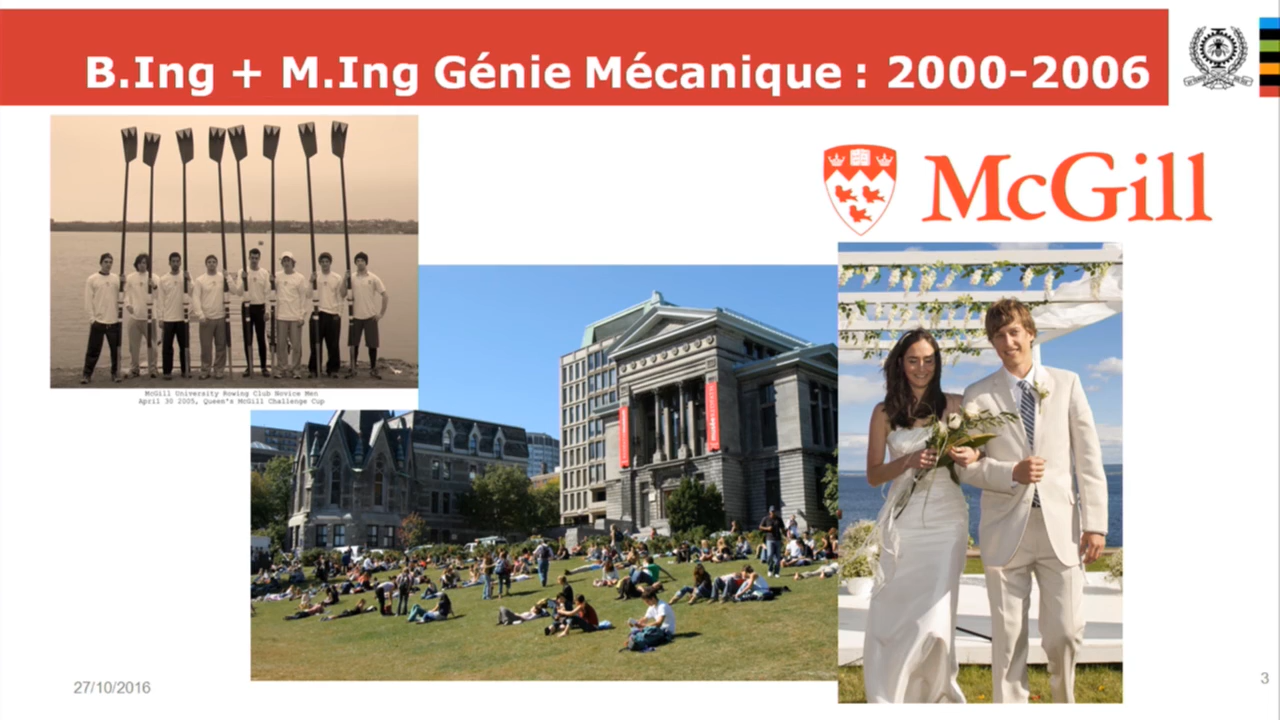 B.Ing + M.Ing Génie Mécanique : 2000-2006
McGill
McGill University Rowing Club Novice Men
April 30 2005, Queen's McGill Challenge Cup
27/10/2016
3